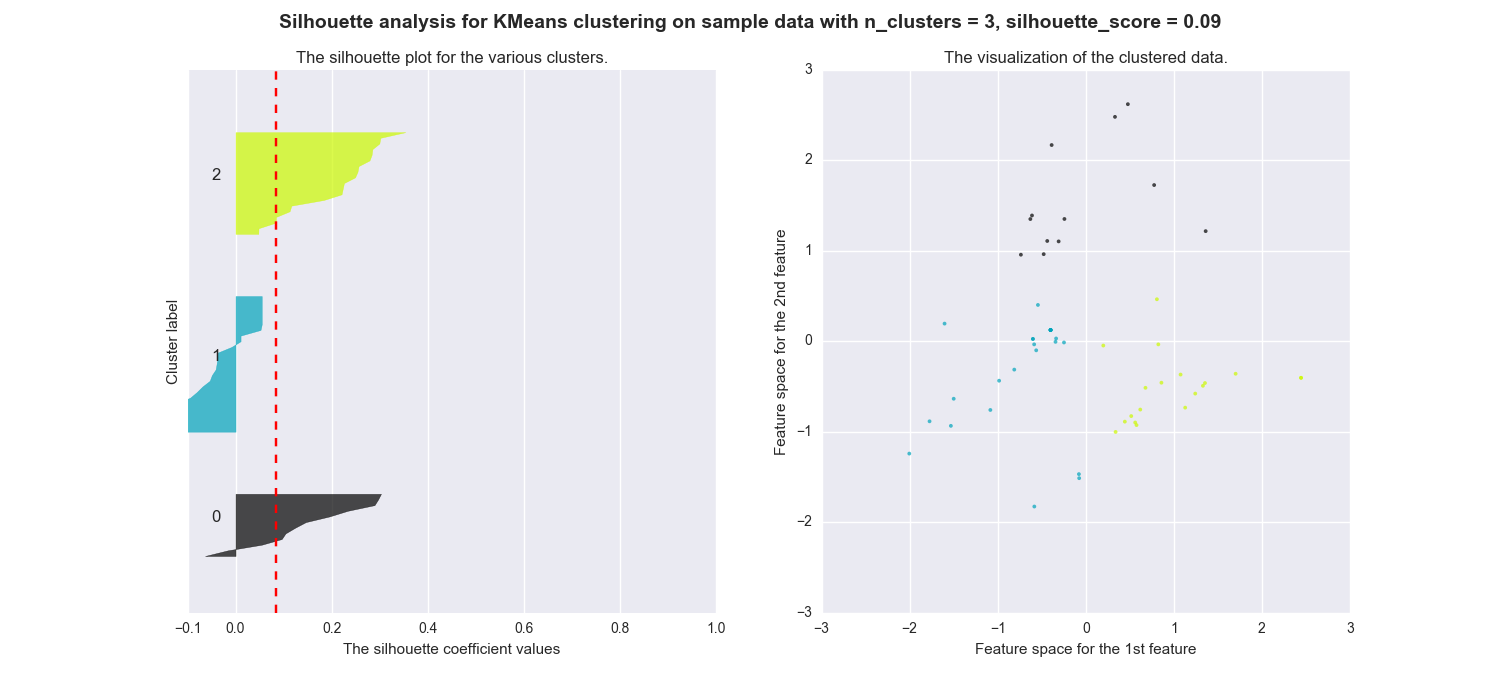 Silhouette analysis for KMeans clustering on sample data with n_clusters = 3, silhouette_score = 0.09
The silhouette plot for the various clusters.
2
1
0
Cluster label
−0.1 0.0 0.2 0.4 0.6 0.8 1.0
The silhouette coefficient values
The visualization of the clustered data.
3
2
1
0
−1
−2
−3
Feature space for the 2nd feature
−3 −2 −1 0 1 2 3
Feature space for the 1st feature